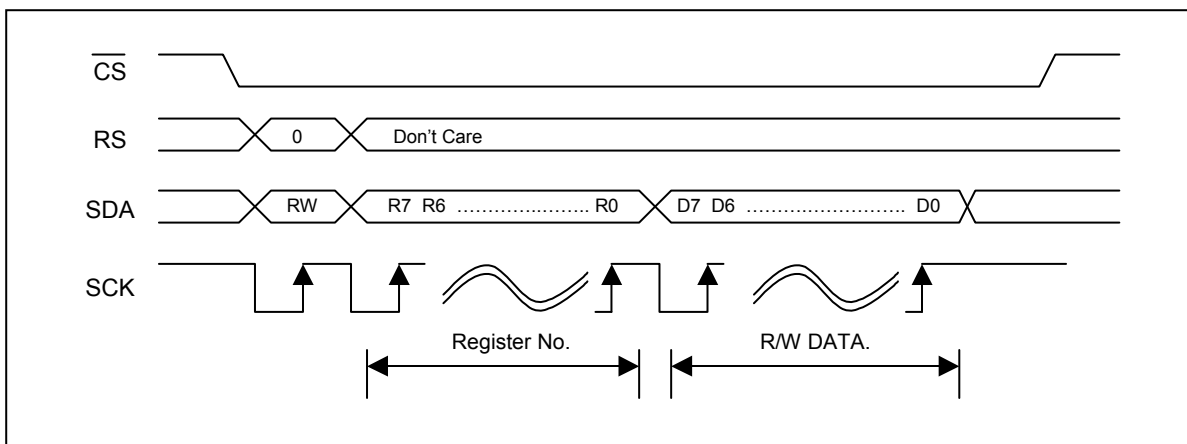 CS
RS 0 Don't Care
SDA RW R7 R6 …………..…….. R0 D7 D6 ………..…………….. D0
SCK
Register No. R/W DATA.